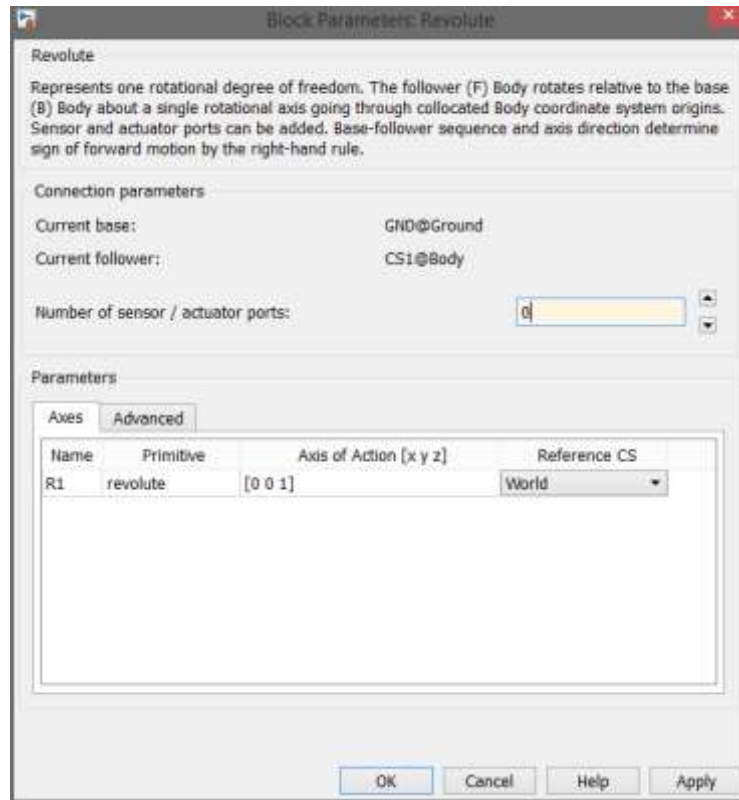 Block Parameters: Revolute
Revolute
Represents one rotational degree of freedom. The follower (F) Body rotates relative to the base
(B) Body about a single rotational axis going through collocated Body coordinate system origins.
Sensor and actuator ports can be added. Base-follower sequence and axis direction determine
sign of forward motion by the right-hand rule.
Connection parameters
Current base: GND@Ground
Current follower: CS1@Body
Number of sensor / actuator ports: 0
Parameters
Axes Advanced
Name Primitive Axis of Action [x y z] Reference CS
R1 revolute [0 0 1] World
OK Cancel Help Apply